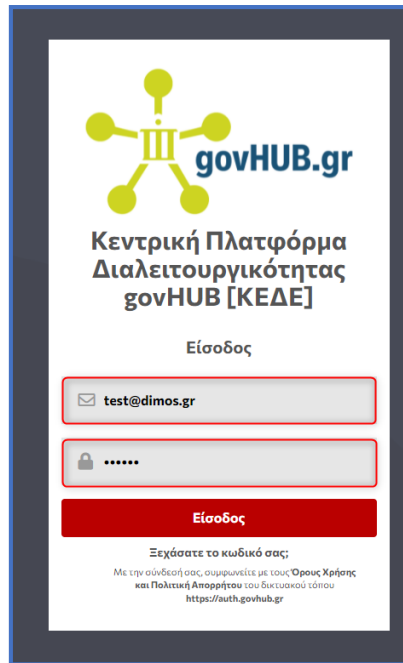 govHUB.gr
Κεντρική Πλατφόρμα
Διαλειτουργικότητας
govHUB [ΚΕΔΕ]
Είσοδος
test@dimos.gr
••••••
Είσοδος
Ξεχάσατε το κωδικό σας;
Με την σύνδεσή σας, συμφωνείτε με τους Όρους Χρήσης
και Πολιτική Απορρήτου του δικτυακού τόπου
https://auth.govhub.gr